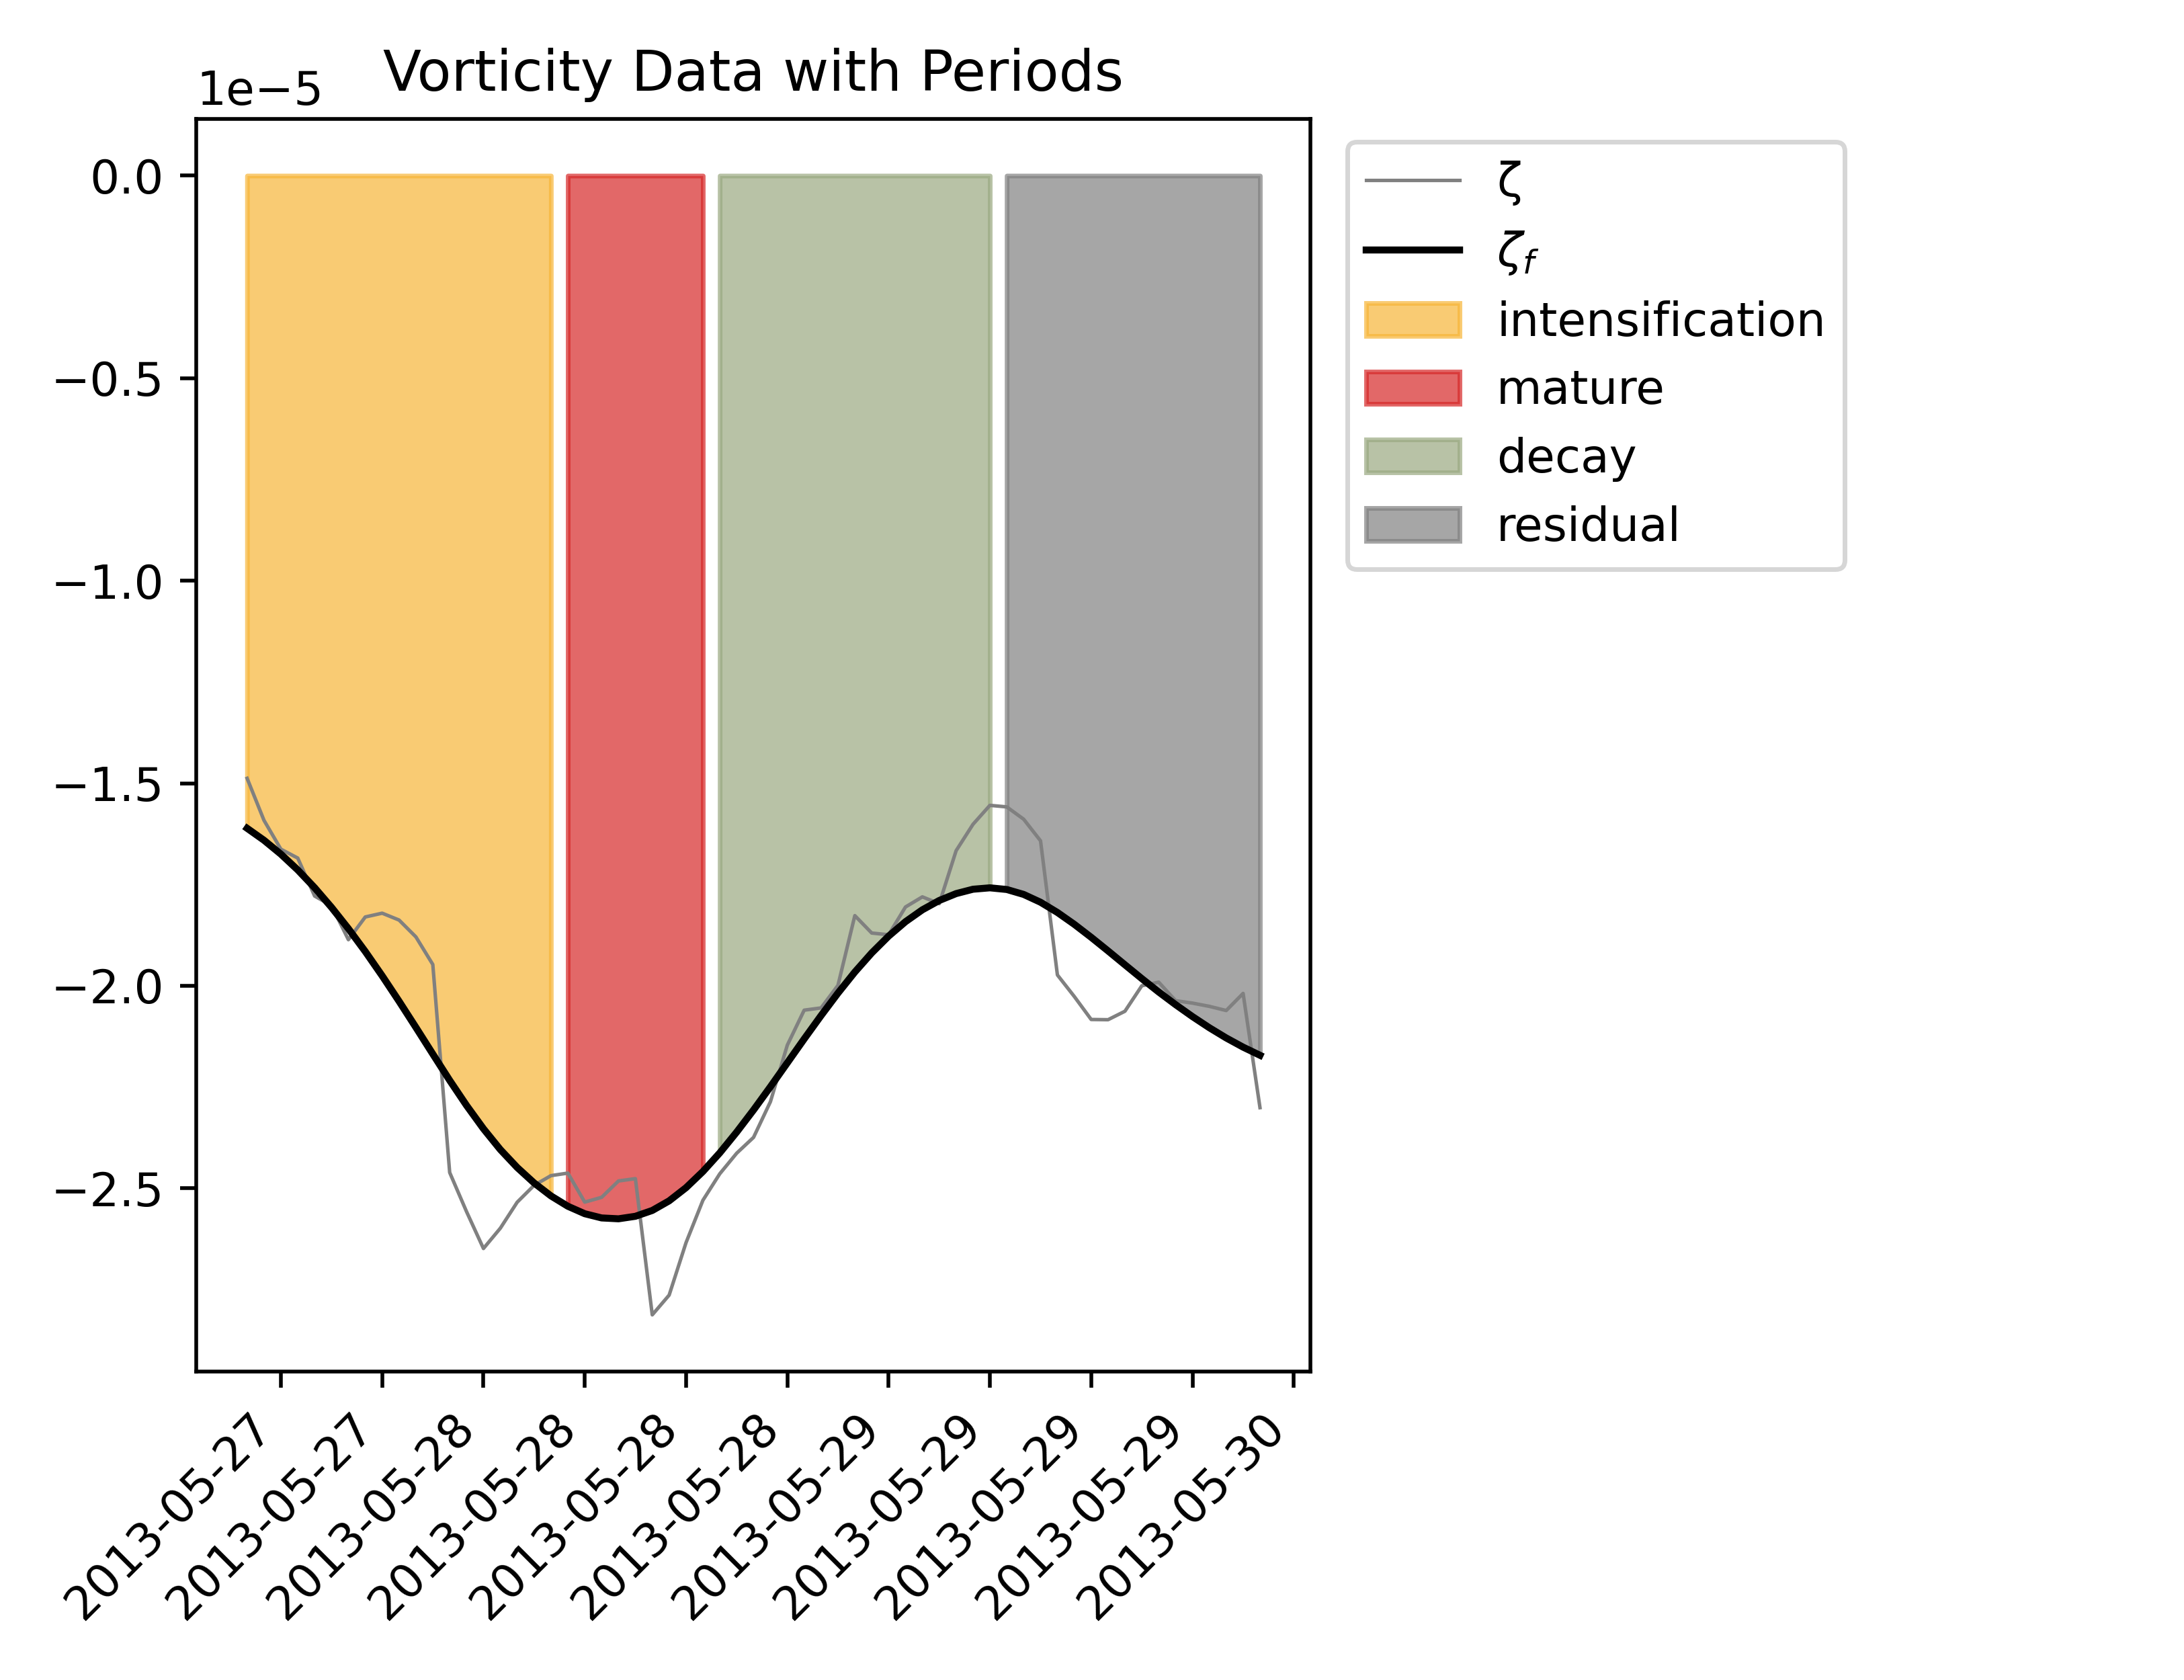 Vorticity Data with Periods
1e−5
0.0
−0.5
−1.0
−1.5
−2.0
−2.5
2013-05-27
2013-05-27
2013-05-28
2013-05-28
2013-05-28
2013-05-28
2013-05-29
2013-05-29
2013-05-29
2013-05-29
2013-05-30
ζ
ζf
intensification
mature
decay
residual